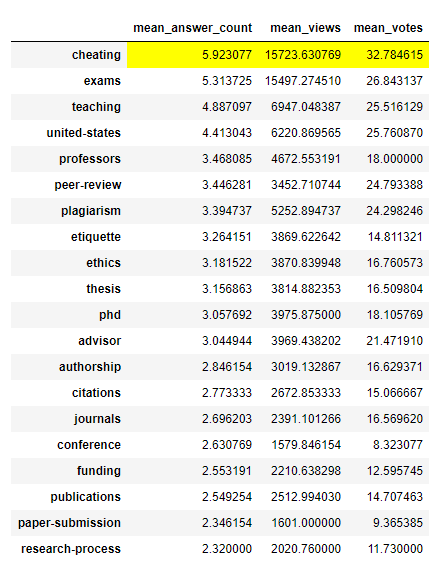 mean_answer_count mean_views mean_votes
cheating 5.923077 15723.630769 32.784615
exams 5.313725 15497.274510 26.843137
teaching 4.887097 6947.048387 25.516129
united-states 4.413043 6220.869565 25.760870
professors 3.468085 4672.553191 18.000000
peer-review 3.446281 3452.710744 24.793388
plagiarism 3.394737 5252.894737 24.298246
etiquette 3.264151 3869.622642 14.811321
ethics 3.181522 3870.839948 16.760573
thesis 3.156863 3814.882353 16.509804
phd 3.057692 3975.875000 18.105769
advisor 3.044944 3969.438202 21.471910
authorship 2.846154 3019.132867 16.629371
citations 2.773333 2672.853333 15.066667
journals 2.696203 2391.101266 16.569620
conference 2.630769 1579.846154 8.323077
funding 2.553191 2210.638298 12.595745
publications 2.549254 2512.994030 14.707463
paper-submission 2.346154 1601.000000 9.365385
research-process 2.320000 2020.760000 11.730000